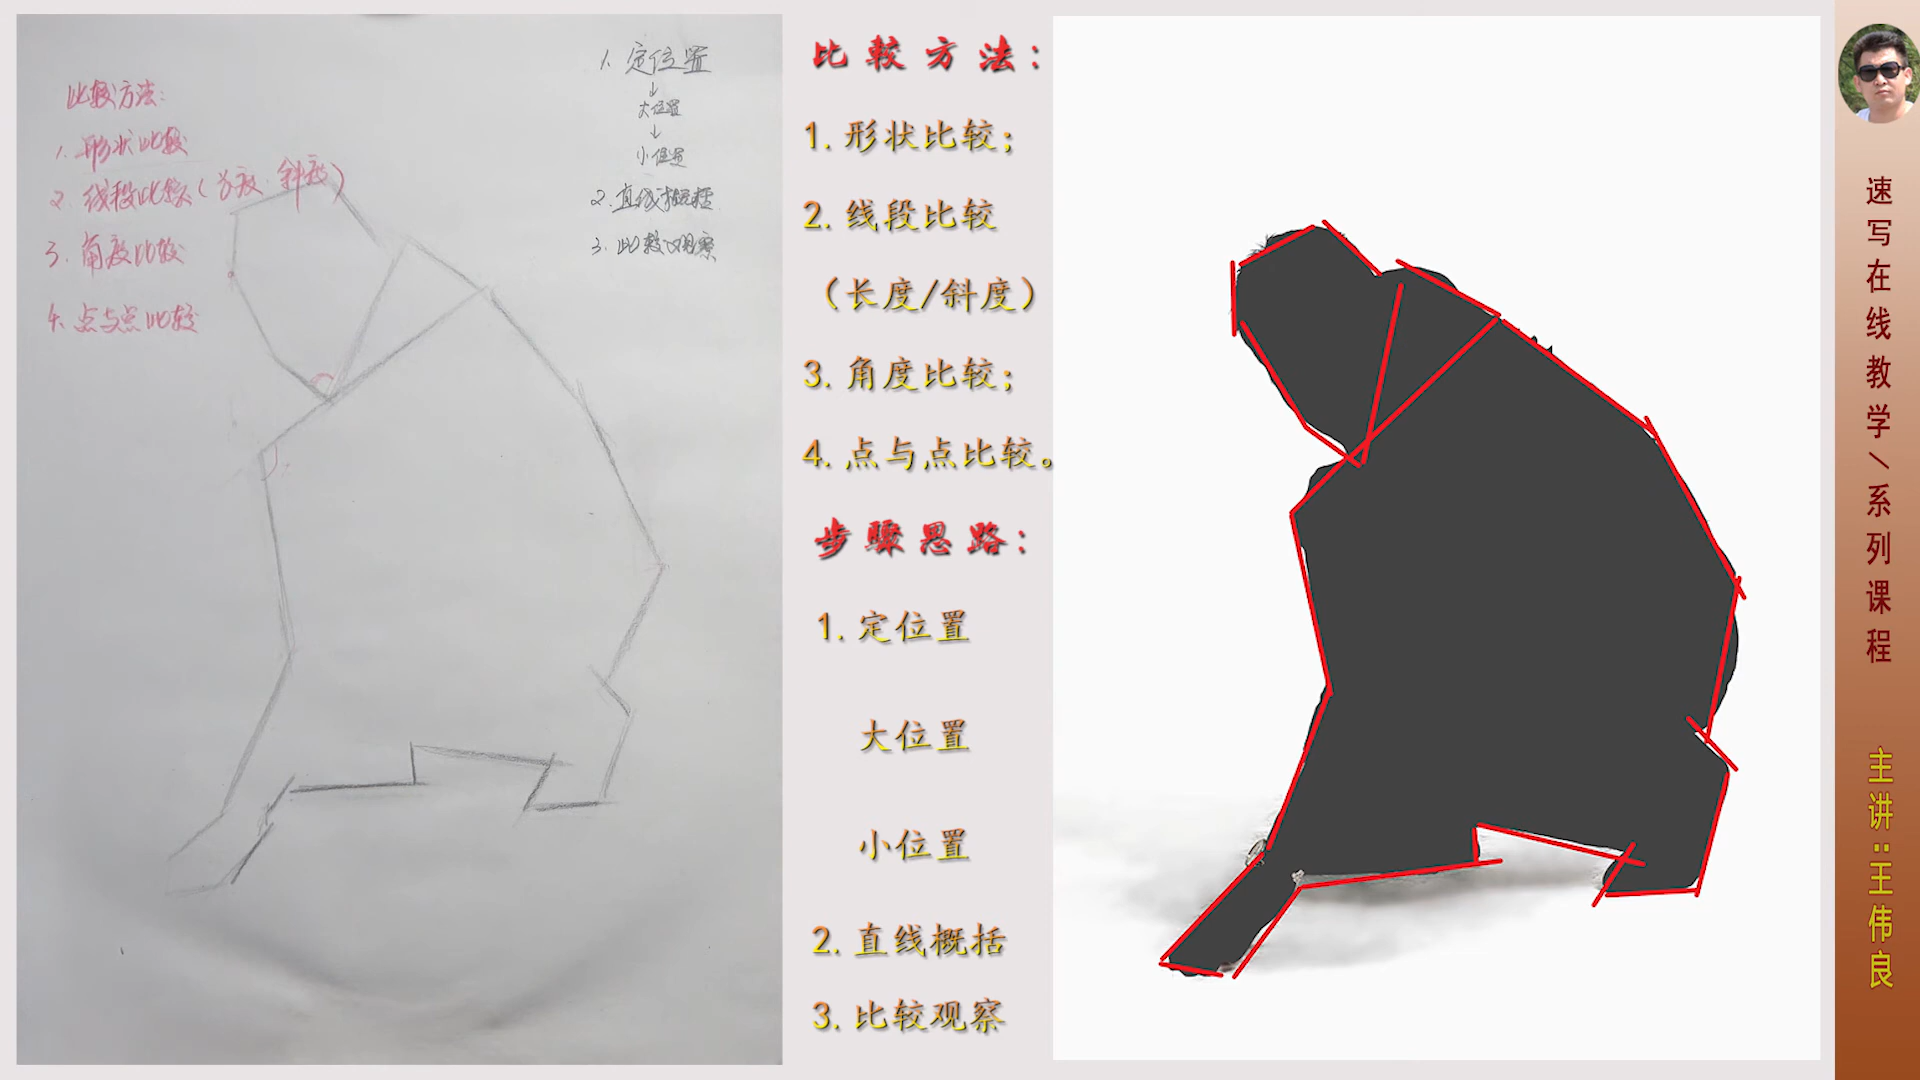 比较方法:
1. 形状比较
2. 线段比较(长度.斜度)
3. 角度比较
4. 点与点比较
1. 定位置
↓
大位置
↓
小位置
2. 直线概括
3. 比较观察
比較方法:
1. 形状比较;
2. 线段比较
(长度/斜度)
3. 角度比较;
4. 点与点比较。
步骤思路:
1. 定位置
大位置
小位置
2. 直线概括
3. 比较观察
速写在线教学/系列课程
主讲:王伟良